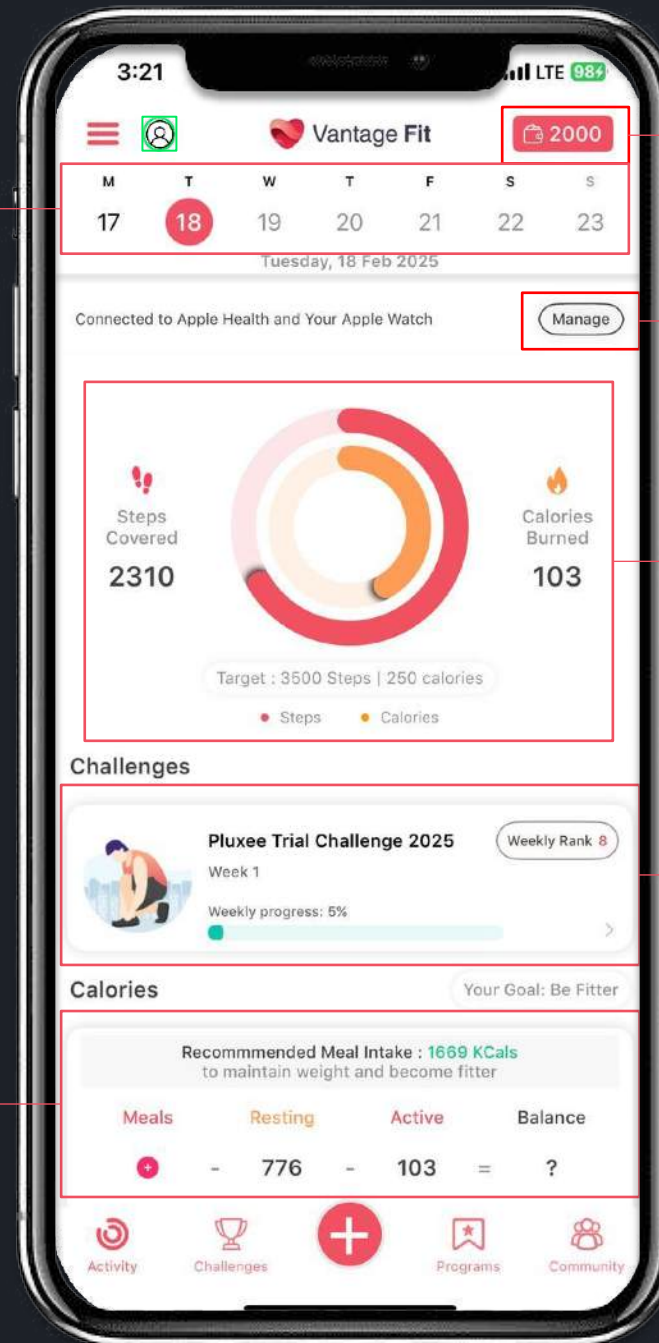 3:21 LTE 98
Vantage Fit 2000
M T W T F S S
17 18 19 20 21 22 23
Tuesday, 18 Feb 2025
Connected to Apple Health and Your Apple Watch Manage
Steps
Covered
2310
Calories
Burned
103
Target : 3500 Steps | 250 calories
Steps Calories
Challenges
Pluxee Trial Challenge 2025 Weekly Rank 8
Week 1
Weekly progress: 5%
Calories Your Goal: Be Fitter
Recommmended Meal Intake : 1669 KCals
to maintain weight and become fitter
Meals Resting Active Balance
+ - 776 - 103 = ?
Activity Challenges Programs Community